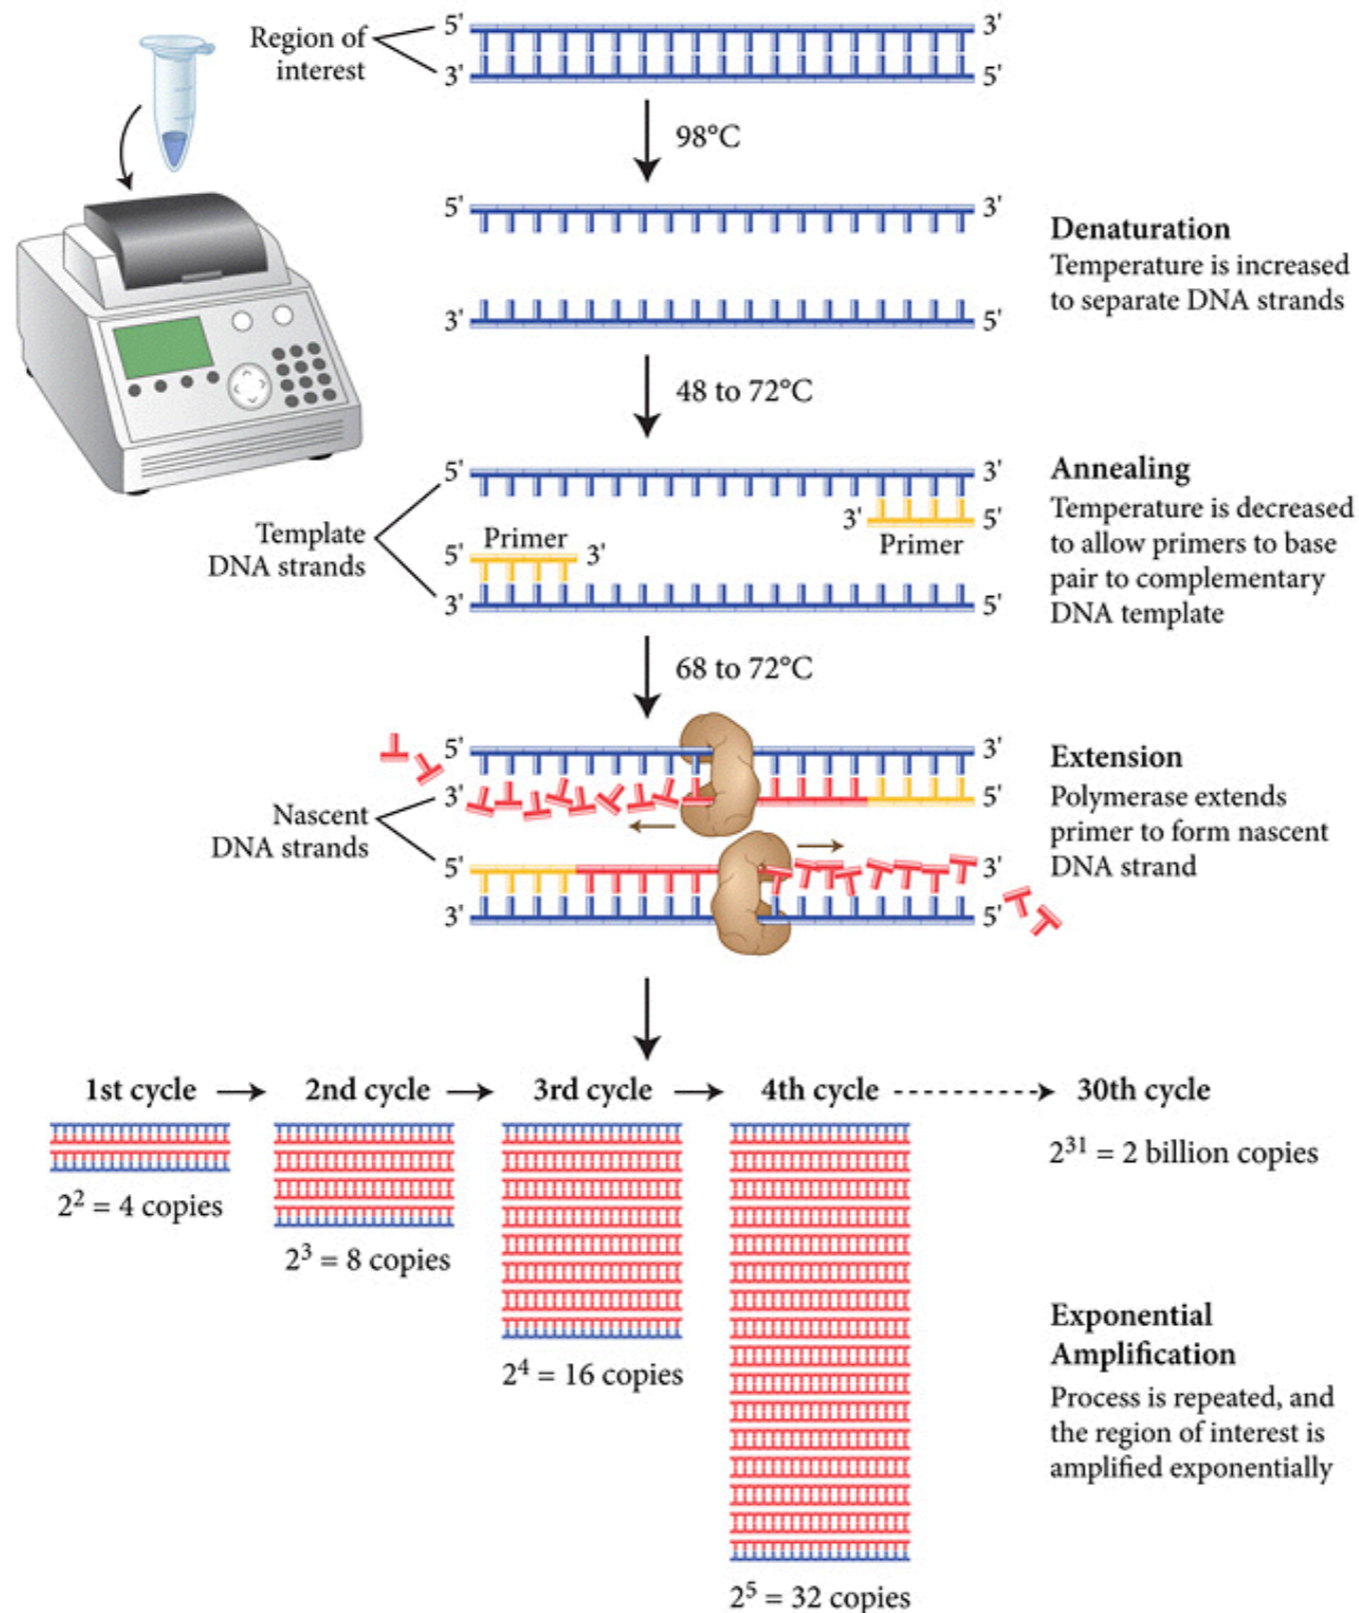 Region of
interest
5'
3'
3'
5'
98°C
5'
3'
3'
5'
Denaturation
Temperature is increased
to separate DNA strands
48 to 72°C
Template
DNA strands
5'
3'
3'
5'
Primer
5'
Primer
3'
3'
5'
Annealing
Temperature is decreased
to allow primers to base
pair to complementary
DNA template
68 to 72°C
Nascent
DNA strands
5'
3'
3'
5'
5'
3'
3'
5'
Extension
Polymerase extends
primer to form nascent
DNA strand
1st cycle
2nd cycle
3rd cycle
4th cycle
30th cycle
2² = 4 copies
2³ = 8 copies
2⁴ = 16 copies
2⁵ = 32 copies
2³¹ = 2 billion copies
Exponential
Amplification
Process is repeated, and
the region of interest is
amplified exponentially